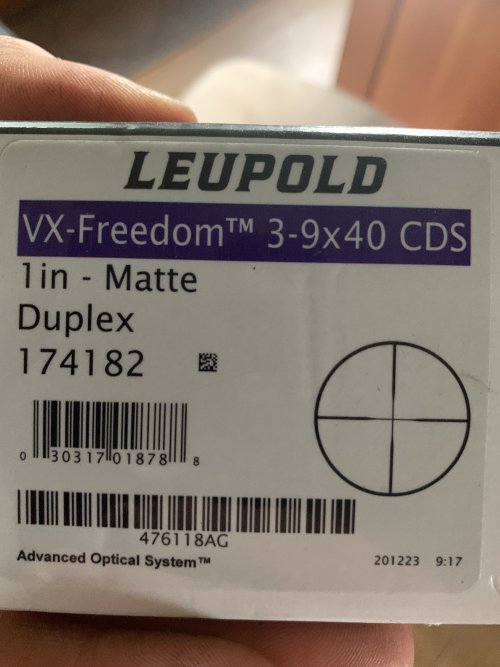 LEUPOLD
VX-Freedom™ 3-9x40 CDS
1in - Matte
Duplex
174182
0 30317 01878 8
476118AG
Advanced Optical System™ 201223 9:17